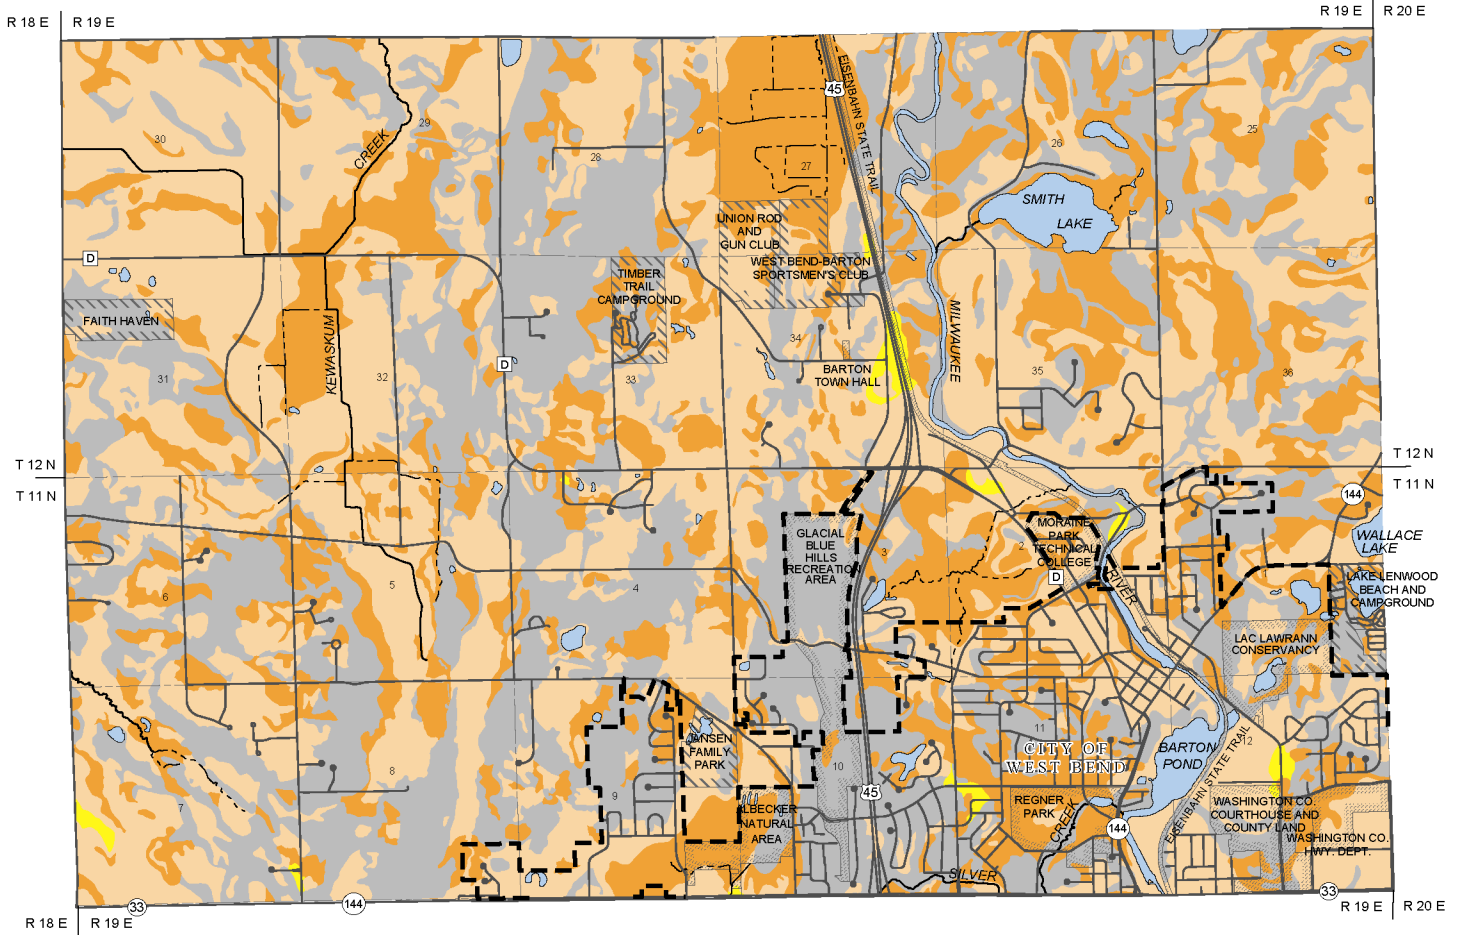 R 18 E
R 19 E
R 19 E
R 20 E
45
EISENBAHN STATE TRAIL
30
29
CREEK
28
27
26
25
SMITH
LAKE
UNION ROD
AND
GUN CLUB
WEST BEND-BARTON
SPORTSMEN'S CLUB
D
TIMBER
TRAIL
CAMPGROUND
FAITH HAVEN
KEWASKUM
MILWAUKEE
31
32
D
33
34
BARTON
TOWN HALL
35
36
T 12 N
T 11 N
T 12 N
T 11 N
144
WALLACE
LAKE
GLACIAL
BLUE
HILLS
RECREATION
AREA
MORAINE
PARK
TECHNICAL
COLLEGE
D
RIVER
6
5
4
3
2
1
LAKE LENWOOD
BEACH AND
CAMPGROUND
LAC LAWRANN
CONSERVANCY
JANSEN
FAMILY
PARK
7
8
9
10
11
12
CITY OF
WEST BEND
BARTON
POND
EISENBAHN STATE TRAIL
45
ALBECKER
NATURAL
AREA
REGNER
PARK
CREEK
144
WASHINGTON CO.
COURTHOUSE AND
COUNTY LAND
WASHINGTON CO.
HWY. DEPT.
SILVER
33
144
33
R 18 E
R 19 E
R 19 E
R 20 E